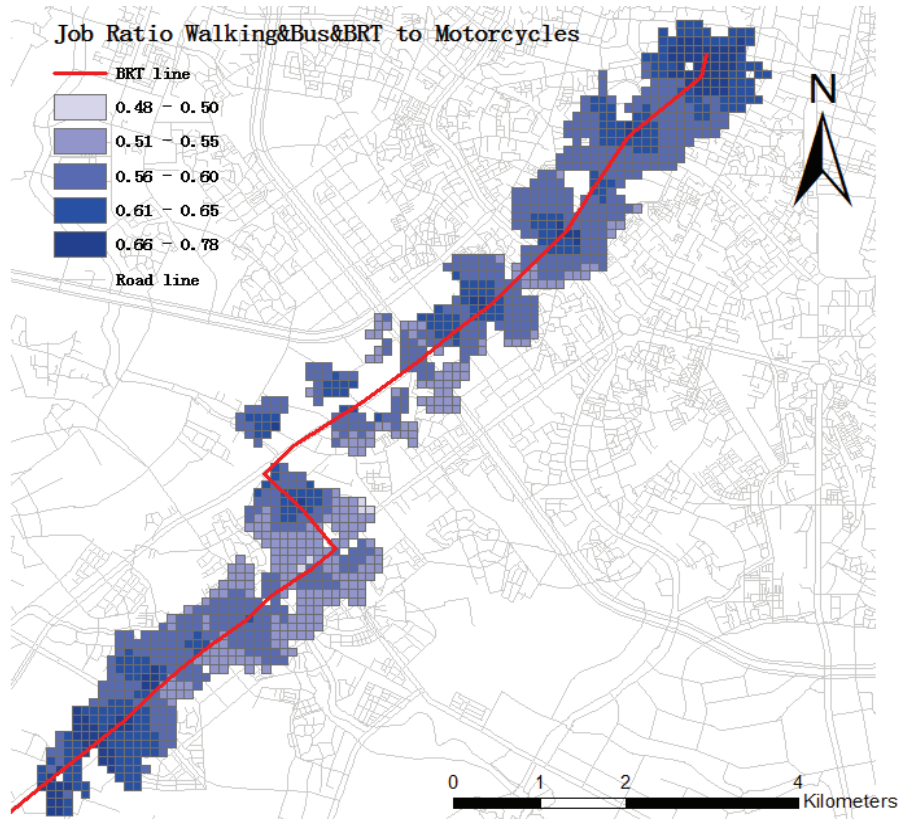 Job Ratio Walking&Bus&BRT to Motorcycles
BRT line
0.48 - 0.50
0.51 - 0.55
0.56 - 0.60
0.61 - 0.65
0.66 - 0.78
Road line
N
0 1 2 4
Kilometers